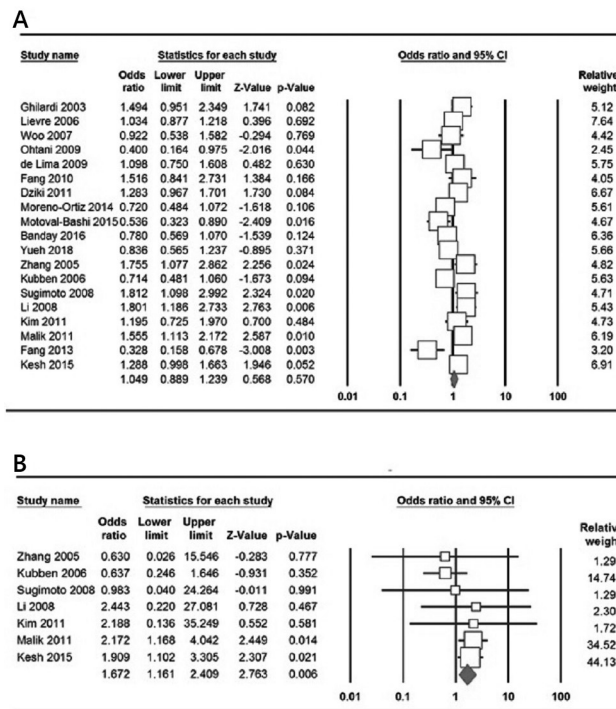 A
Study name Statistics for each study Odds ratio and 95% CI
Odds ratio Lower limit Upper limit Z-Value p-Value Relative weight
Ghilardi 2003 1.494 0.951 2.349 1.741 0.082 5.12
Lievre 2006 1.034 0.877 1.218 0.396 0.692 7.64
Woo 2007 0.922 0.538 1.582 -0.294 0.769 4.42
Ohtani 2009 0.400 0.164 0.975 -2.016 0.044 2.45
de Lima 2009 1.098 0.750 1.608 0.482 0.630 5.75
Fang 2010 1.516 0.841 2.731 1.384 0.166 4.05
Dziki 2011 1.283 0.967 1.701 1.730 0.084 6.67
Moreno-Ortiz 2014 0.720 0.484 1.072 -1.618 0.106 5.61
Motoval-Bashi 2015 0.536 0.323 0.890 -2.409 0.016 4.67
Banday 2016 0.780 0.569 1.070 -1.539 0.124 6.36
Yueh 2018 0.836 0.565 1.237 -0.895 0.371 5.66
Zhang 2005 1.755 1.077 2.862 2.256 0.024 4.82
Kubben 2006 0.714 0.481 1.060 -1.673 0.094 5.63
Sugimoto 2008 1.812 1.098 2.992 2.324 0.020 4.71
Li 2008 1.801 1.186 2.733 2.763 0.006 5.43
Kim 2011 1.195 0.725 1.970 0.700 0.484 4.73
Malik 2011 1.555 1.113 2.172 2.587 0.010 6.19
Fang 2013 0.328 0.158 0.678 -3.008 0.003 3.20
Kesh 2015 1.288 0.998 1.663 1.946 0.052 6.91
1.049 0.889 1.239 0.568 0.570
0.01 0.1 1 10 100
B
Study name Statistics for each study Odds ratio and 95% CI
Odds ratio Lower limit Upper limit Z-Value p-Value
Zhang 2005 0.630 0.026 15.546 -0.283 0.777 1.29
Kubben 2006 0.637 0.246 1.646 -0.931 0.352 14.74
Sugimoto 2008 0.983 0.040 24.264 -0.011 0.991 1.29
Li 2008 2.443 0.220 27.081 0.728 0.467 2.30
Kim 2011 2.188 0.136 35.249 0.552 0.581 1.72
Malik 2011 2.172 1.168 4.042 2.449 0.014 34.52
Kesh 2015 1.909 1.102 3.305 2.307 0.021 44.13
1.672 1.161 2.409 2.763 0.006
0.01 0.1 1 10 100